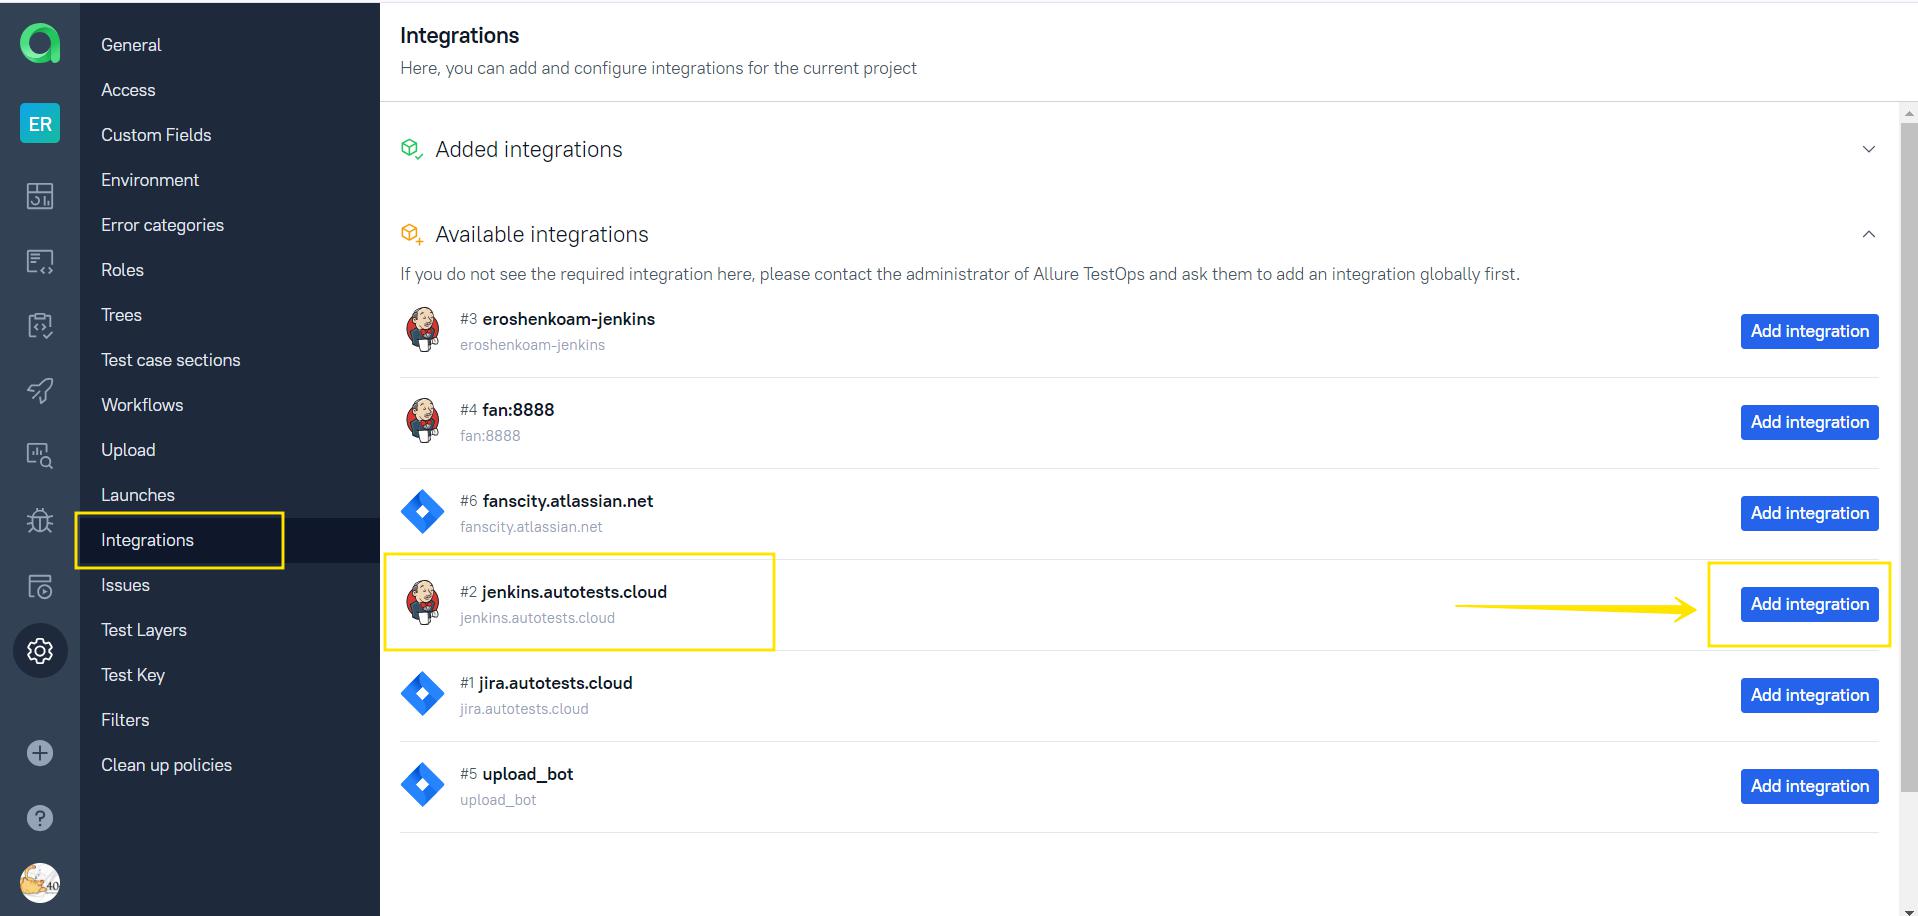 Integrations
Here, you can add and configure integrations for the current project
ER
General
Access
Custom Fields
Environment
Error categories
Roles
Trees
Test case sections
Workflows
Upload
Launches
Integrations
Issues
Test Layers
Test Key
Filters
Clean up policies
40
Added integrations
Available integrations
If you do not see the required integration here, please contact the administrator of Allure TestOps and ask them to add an integration globally first.
#3 eroshenkoam-jenkins
eroshenkoam-jenkins
Add integration
#4 fan:8888
fan:8888
Add integration
#6 fanscity.atlassian.net
fanscity.atlassian.net
Add integration
#2 jenkins.autotests.cloud
jenkins.autotests.cloud
Add integration
#1 jira.autotests.cloud
jira.autotests.cloud
Add integration
#5 upload_bot
upload_bot
Add integration